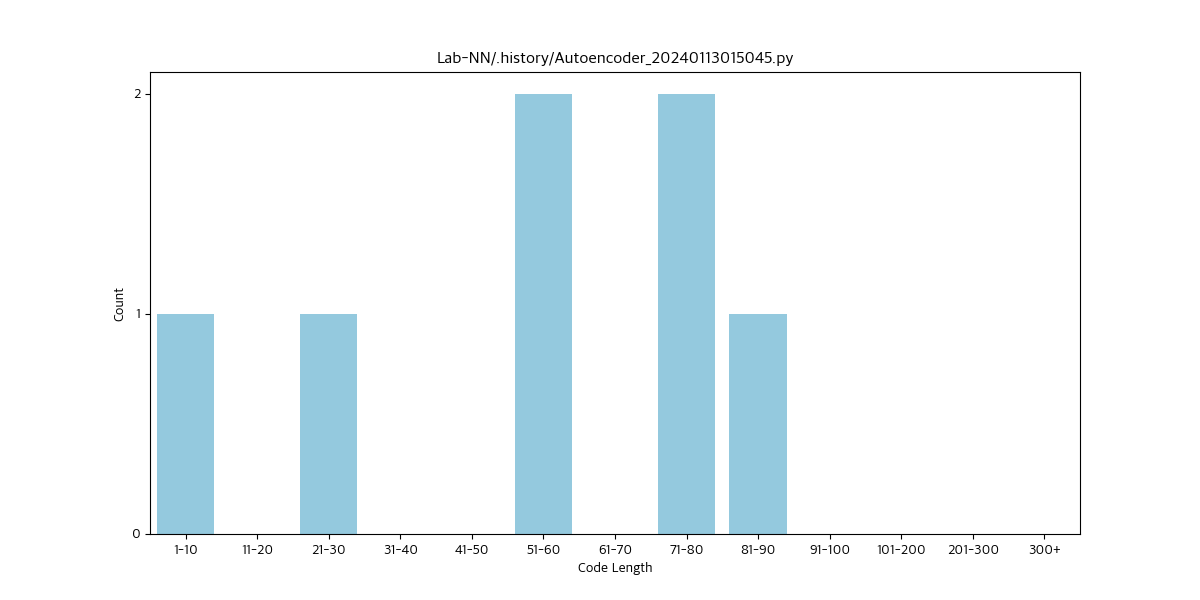 Lab-NN/.history/Autoencoder_20240113015045.py
2
1
0
Count
1-10 11-20 21-30 31-40 41-50 51-60 61-70 71-80 81-90 91-100 101-200 201-300 300+
Code Length